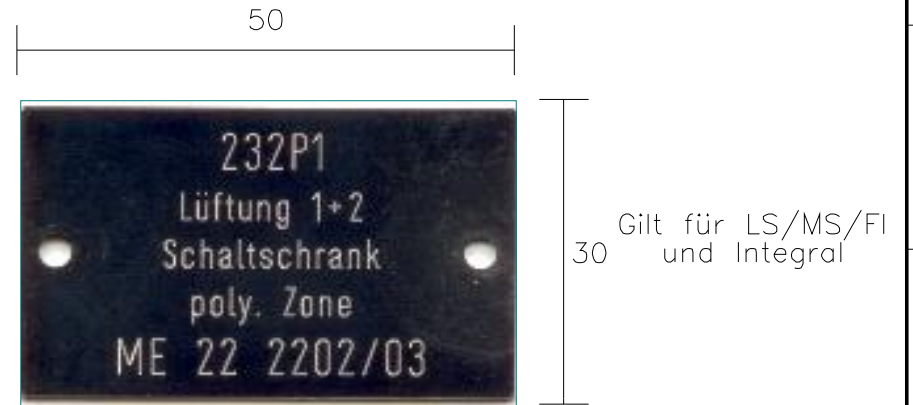 50
232P1
Lüftung 1+2
Schaltschrank
poly. Zone
ME 22 2202/03
30
Gilt für LS/MS/FI
und Integral